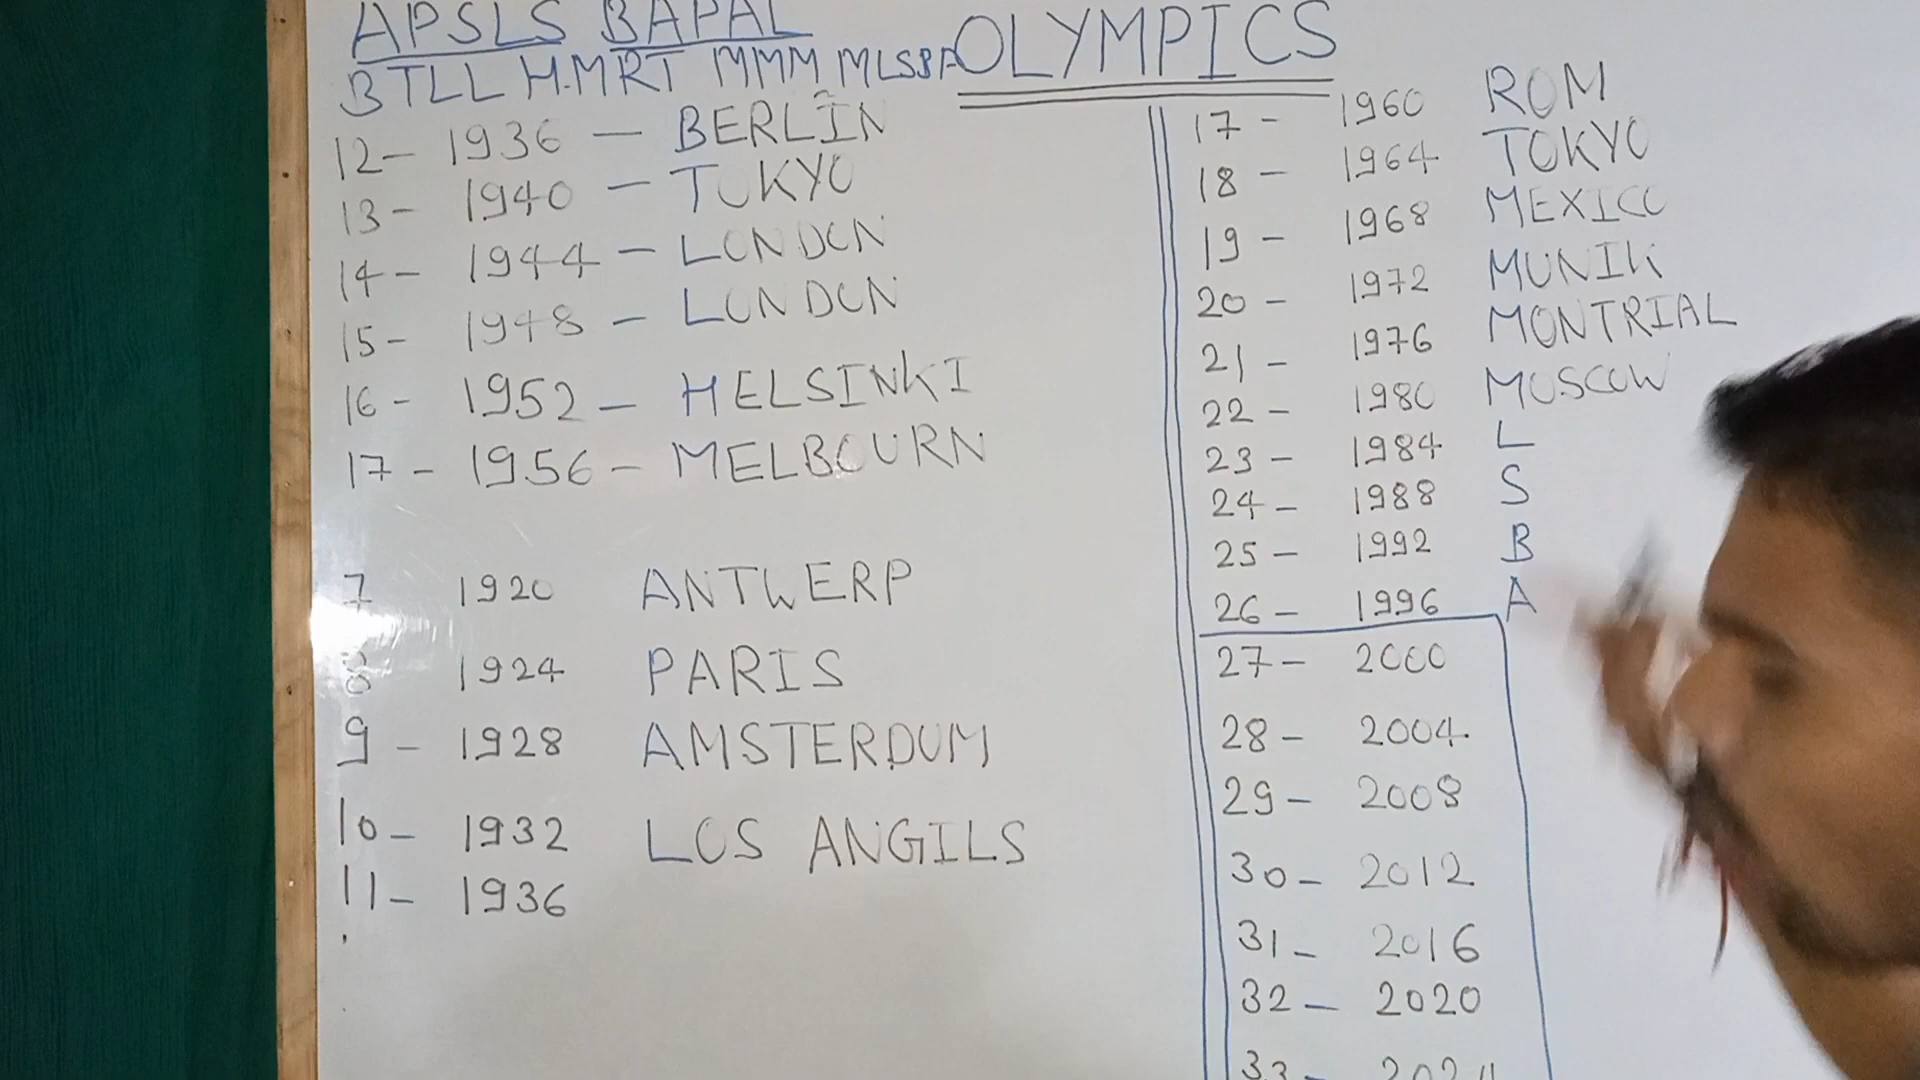 APSLS BAPAL
BTLL H.MRT MMM MLSBA
OLYMPICS
12- 1936 - BERLIN
13- 1940 - TOKYO
14- 1944 - LONDON
15- 1948 - LONDON
16- 1952 - HELSINKI
17- 1956 - MELBOURN
7 1920 ANTWERP
8 1924 PARIS
9 - 1928 AMSTERDUM
10- 1932 LOS ANGILS
11- 1936
17- 1960 ROM
18- 1964 TOKYO
19- 1968 MEXICO
20- 1972 MUNIK
21- 1976 MONTRIAL
22- 1980 MOSCOW
23- 1984 L
24- 1988 S
25- 1992 B
26- 1996 A
27- 2000
28- 2004.
29- 2008
30- 2012
31- 2016
32- 2020
33- 2024